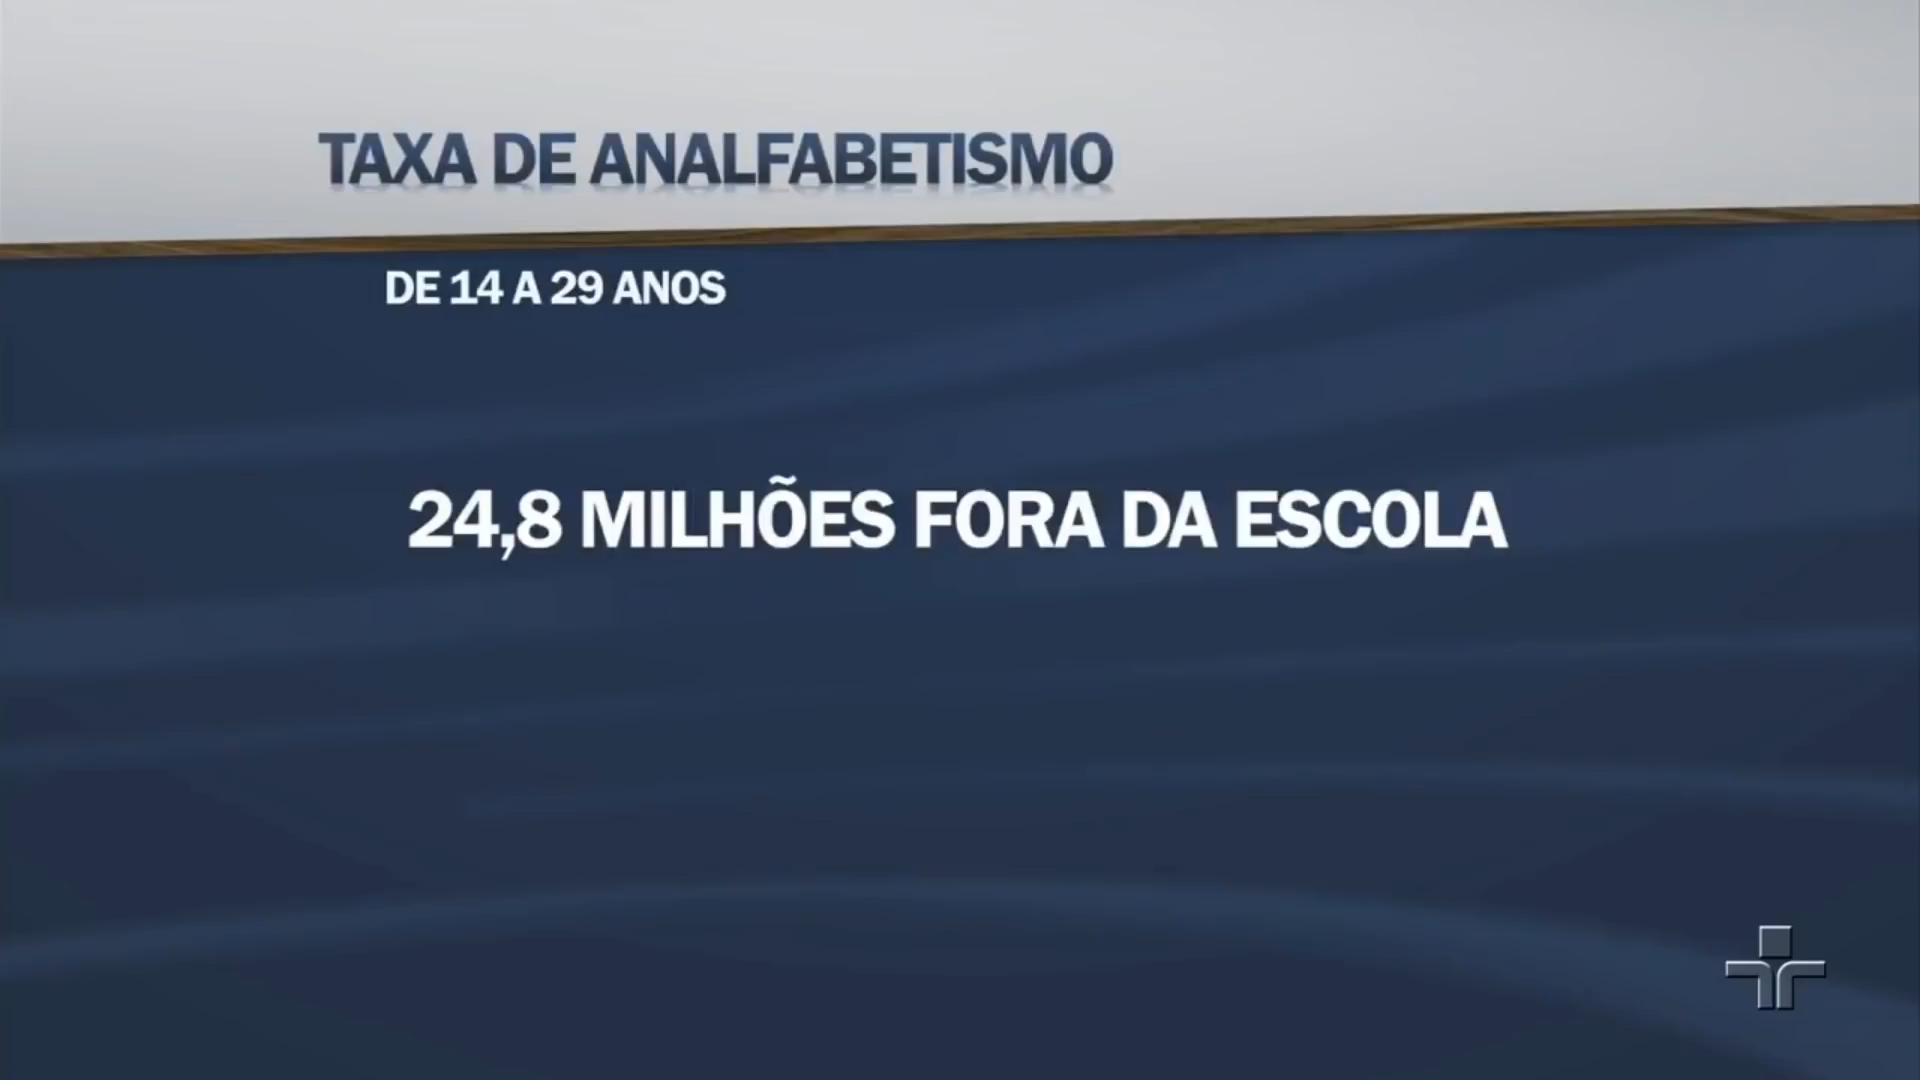 TAXA DE ANALFABETISMO
DE 14 A 29 ANOS
24,8 MILHÕES FORA DA ESCOLA